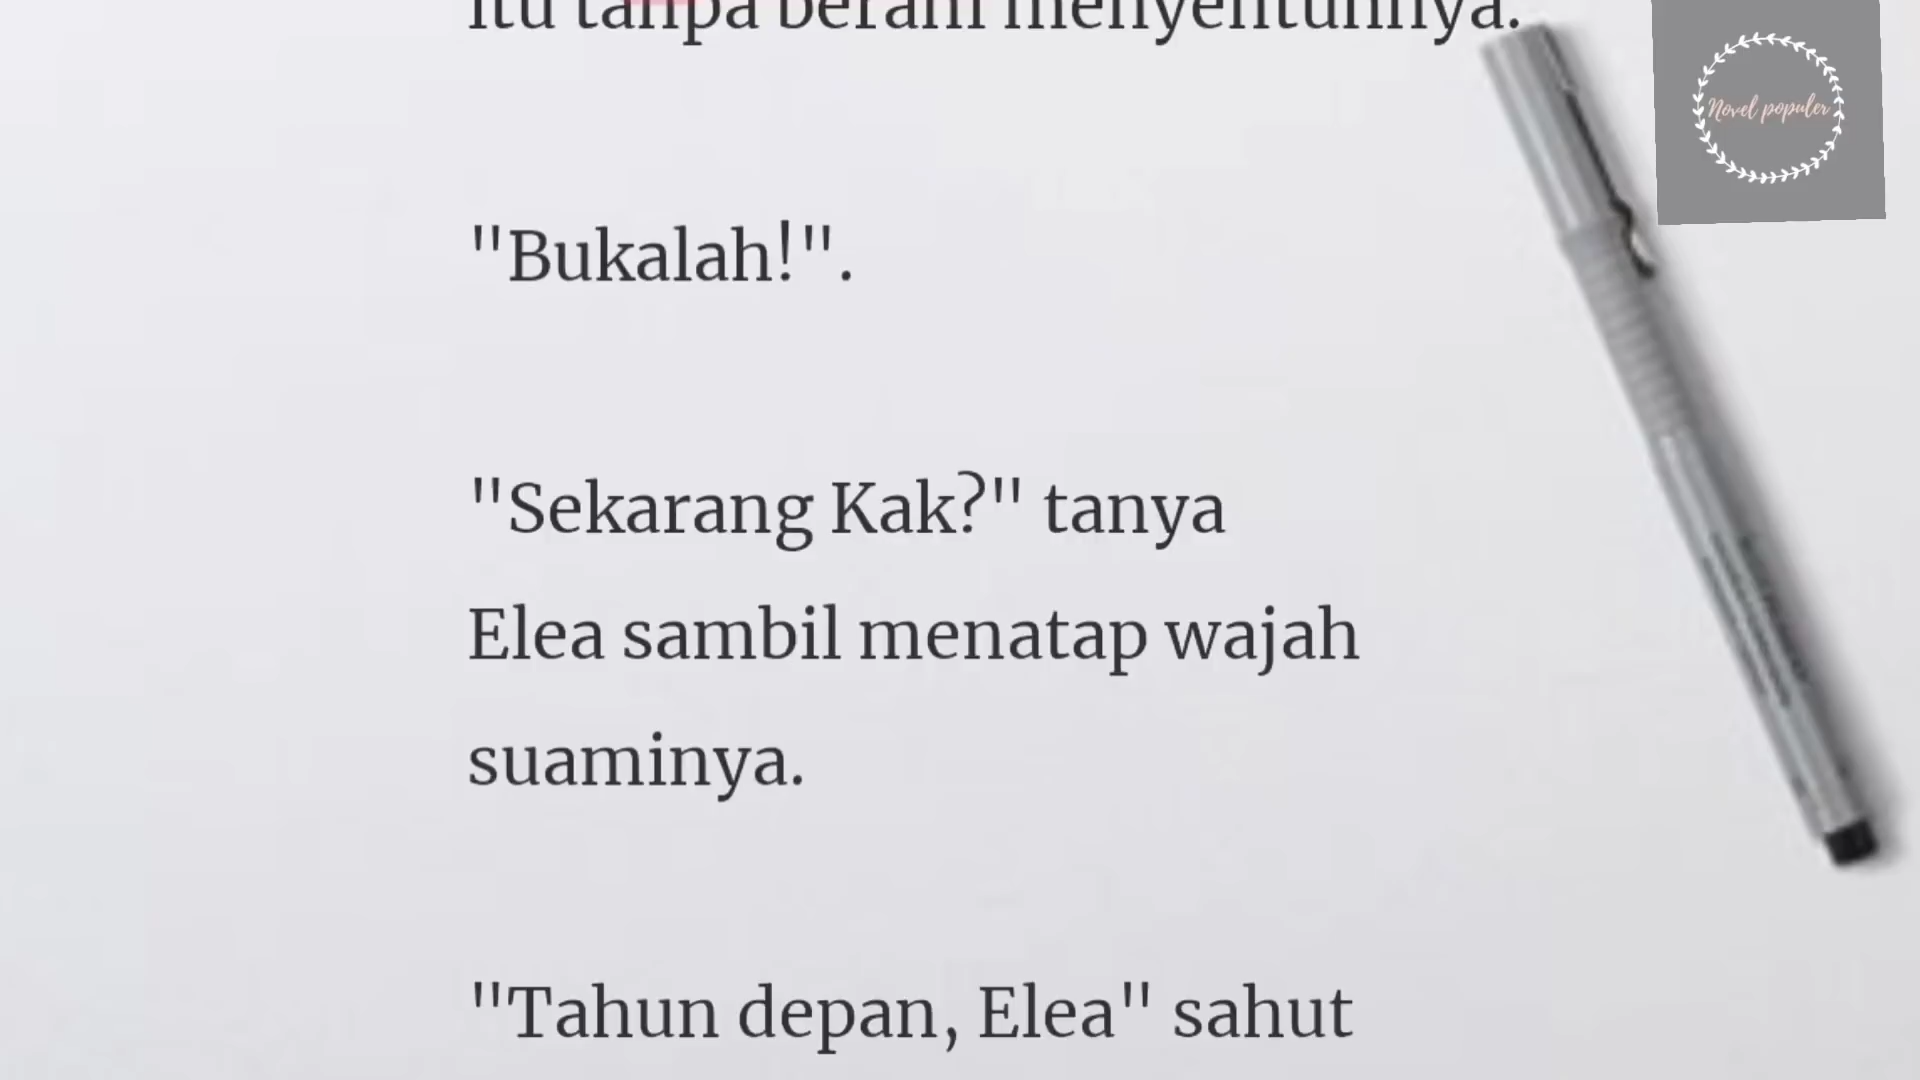 itu tanpa berani menyentuhnya.
"Bukalah!".
"Sekarang Kak?" tanya
Elea sambil menatap wajah
suaminya.
"Tahun depan, Elea" sahut
Novel populer